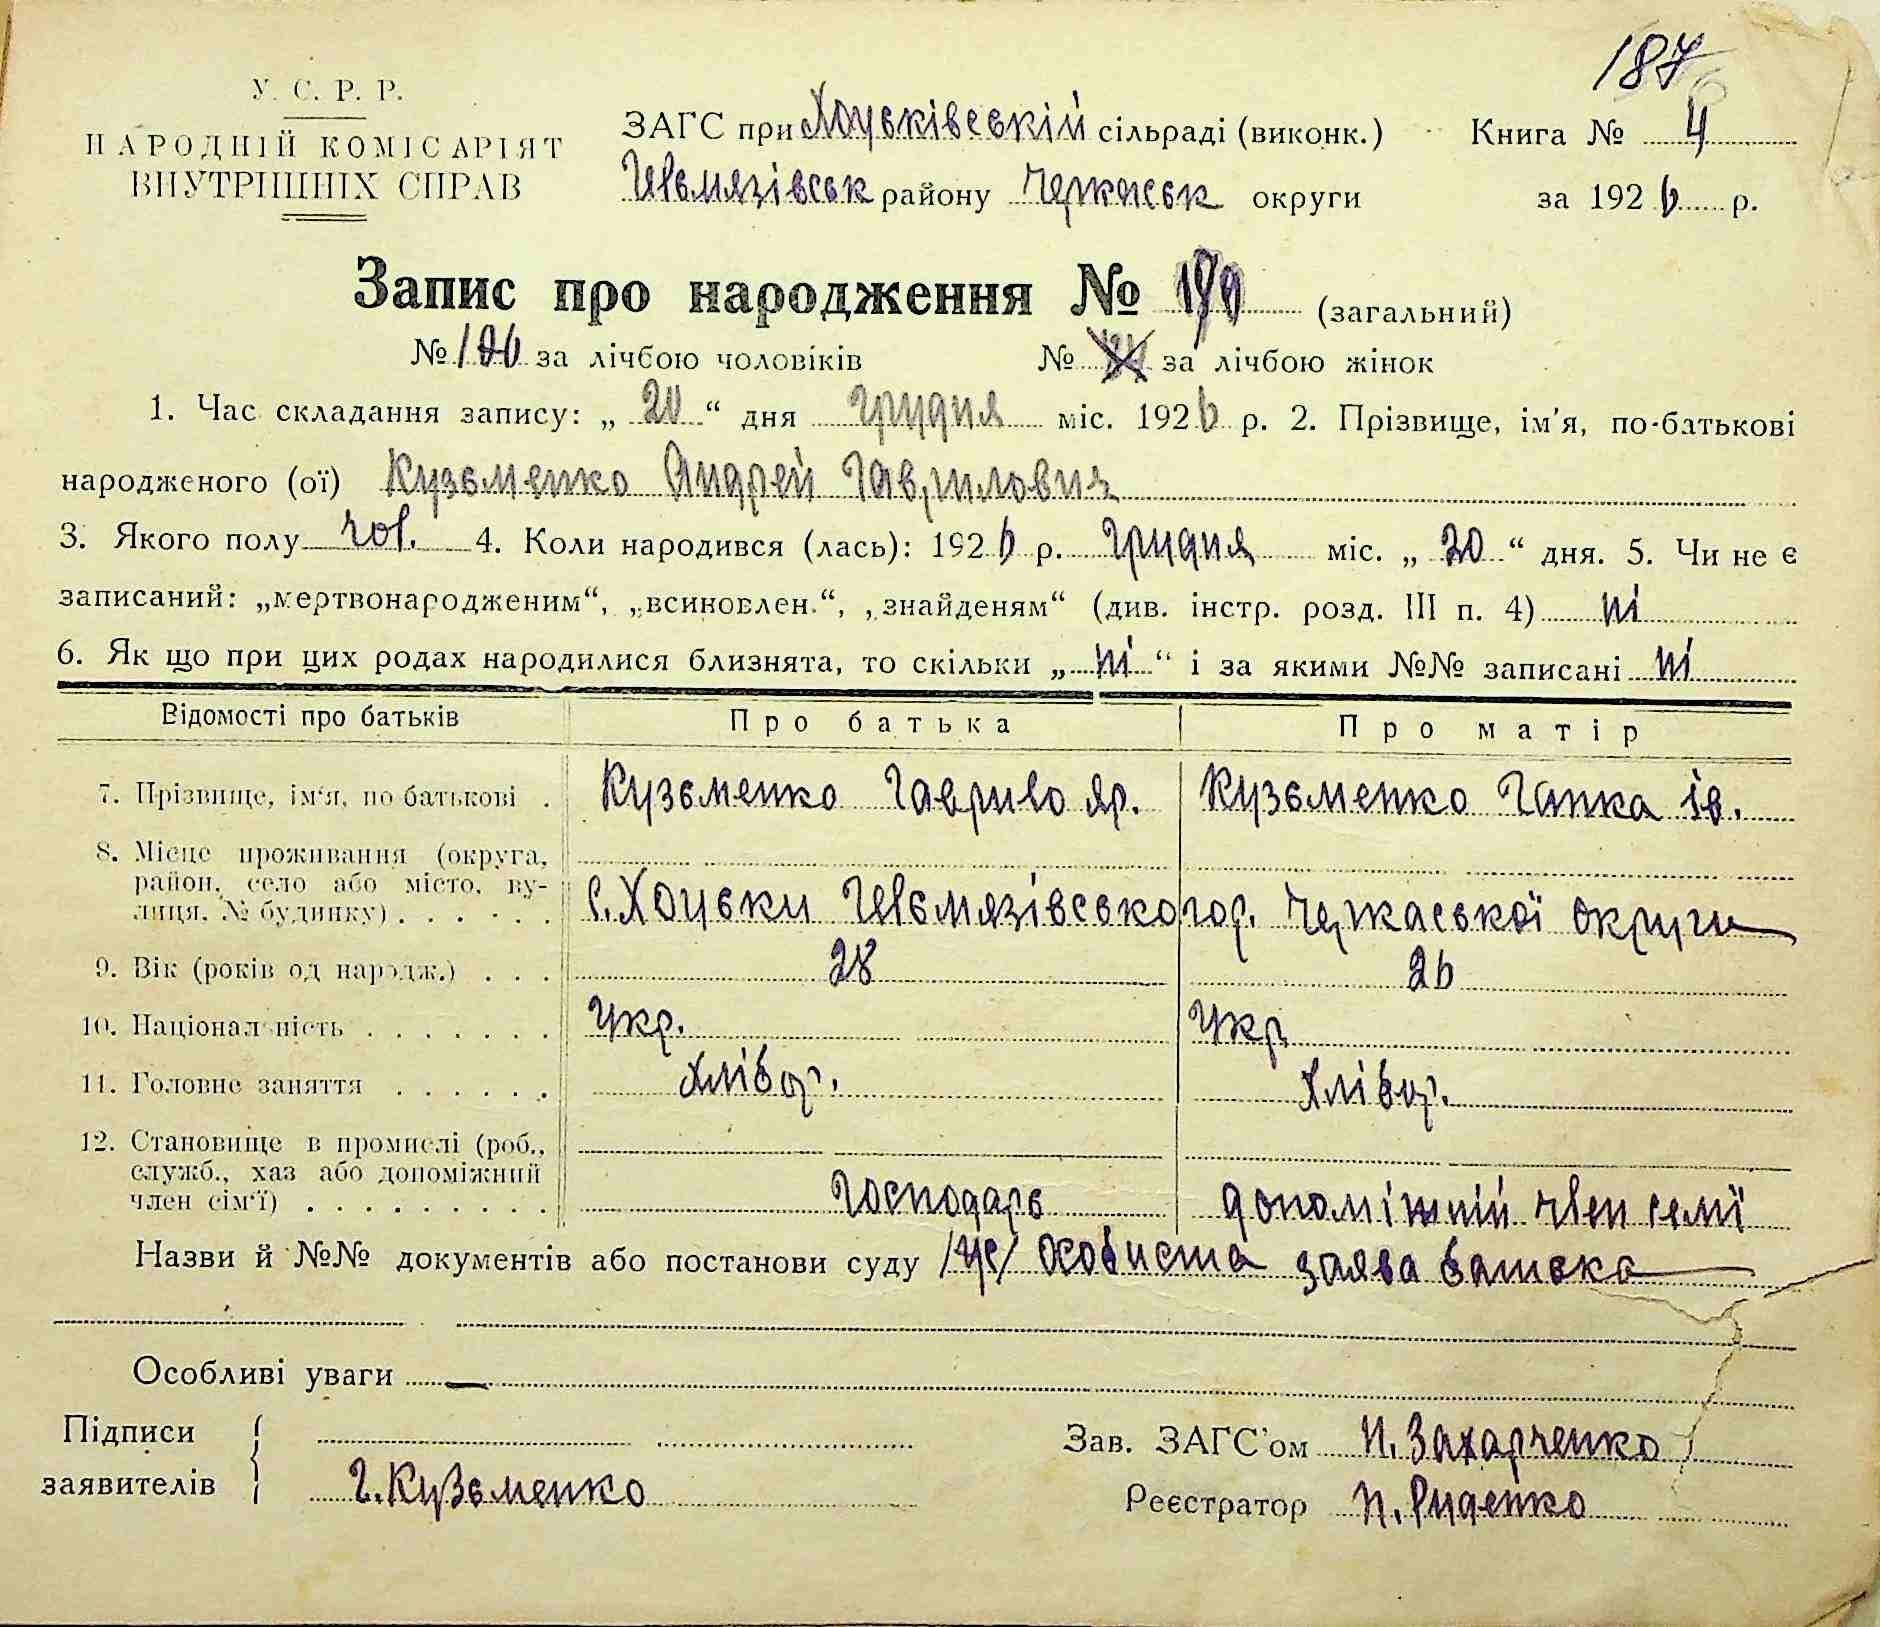 187
У. С. Р. Р.
НАРОДНІЙ КОМІСАРІЯТ
ВНУТРІШНІХ СПРАВ
ЗАГС при Хоцьківській сільраді (виконк.) Книга № 4
Гельмязівськ району Черкаськ округи за 1926 р.
Запис про народження № (загальний)
№ за лічбою чоловіків № за лічбою жінок
1. Час складання запису: „20“ дня грудня міс. 1926 р. 2. Прізвище, ім'я, по-батькові
народженого (ої) Кузьменко Андрей Гаврилович
3. Якого полу чол. 4. Коли народився (лась): 1926 р. грудня міс. „20“ дня. 5. Чи не є
записаний: „мертвонародженим“, „всиновлен.“, „знайденям“ (див. інстр. розд. III п. 4) ні
6. Як що при цих родах народилися близнята, то скільки „ні“ і за якими №№ записані ні
Відомості про батьків Про батька Про матір
7. Прізвище, ім'я, по батькові . Кузьменко Гаврило Яр. Кузьменко Ганка Ів.
8. Місце проживання (округа,
район, село або місто, ву-
лиця, № будинку) . . . . . . с. Хоцьки Гельмязівського р. Черкаської округи
9. Вік (років од народж.) . . . 28 26
10. Національність . . . . . . . Укр. Укр
11. Головне заняття . . . . . . Хлібор. Хлібор.
12. Становище в промислі (роб.,
служб., хаз або допоміжний
член сім'ї) . . . . . . . . . Господарь допоміжній член семї
Назви й №№ документів або постанови суду особиста заява батька
Особливі уваги —
Підписи
заявителів Г. Кузьменко
Зав. ЗАГС'ом П. Захарченко
Реєстратор П. Руденко